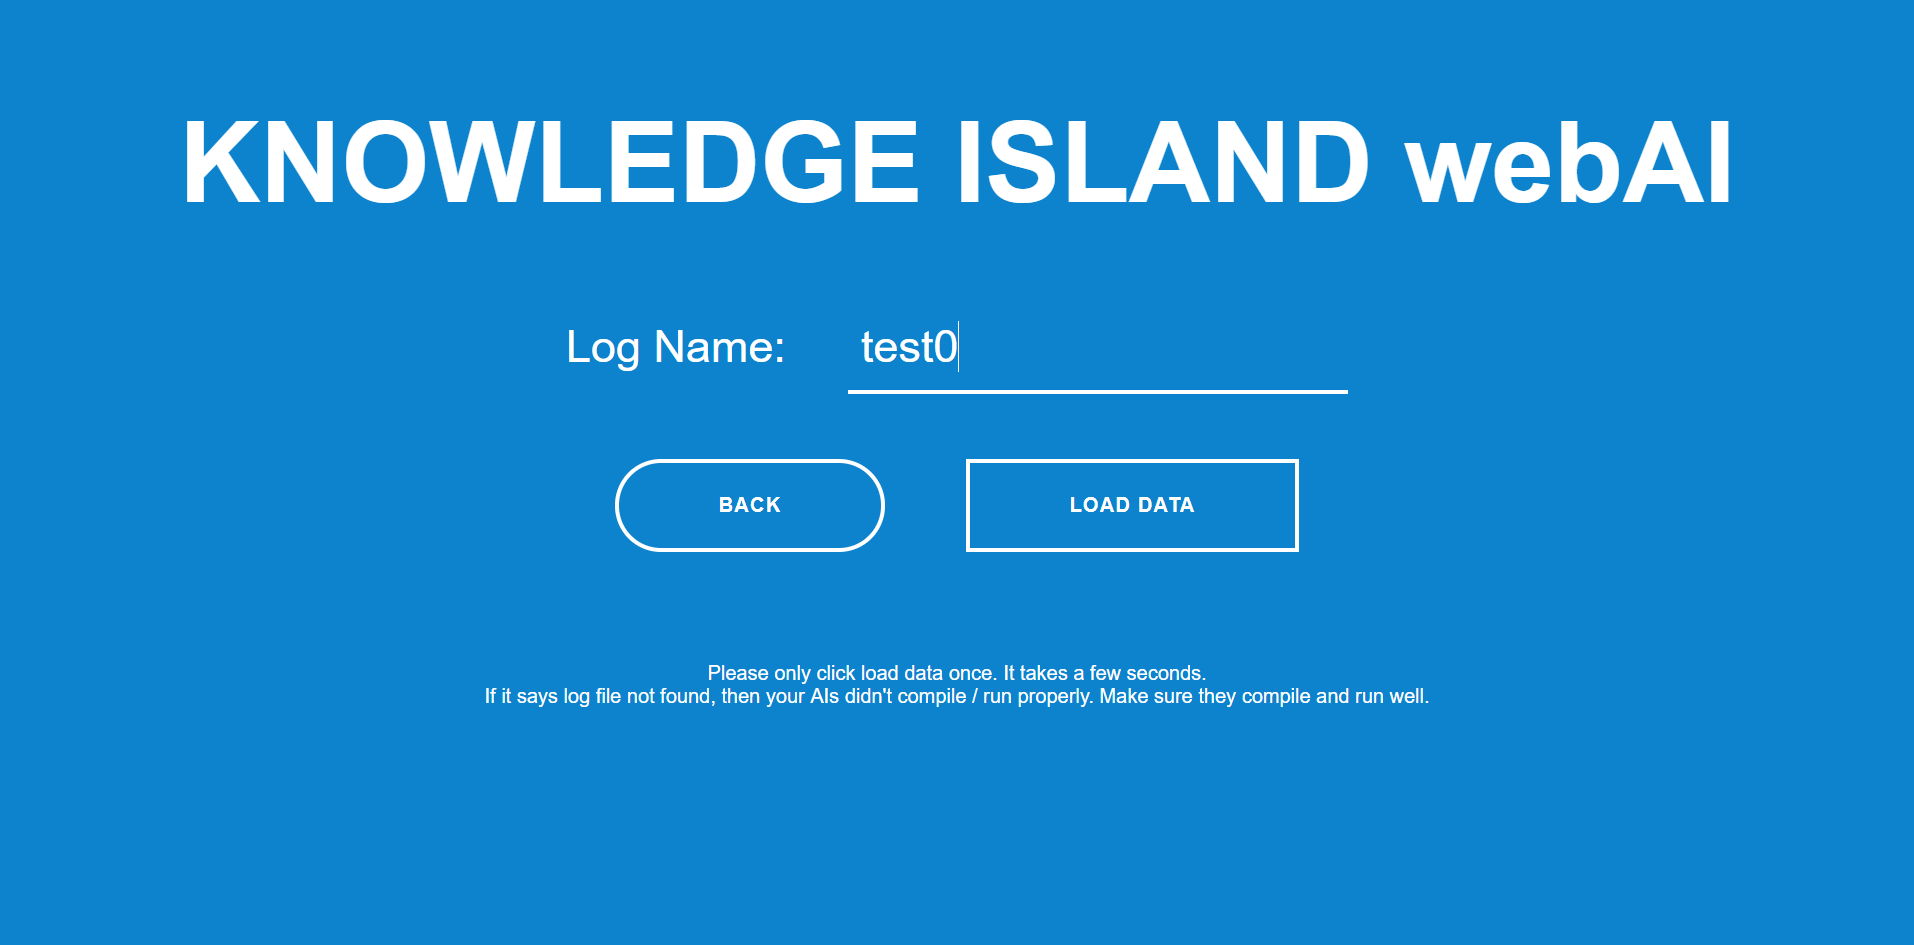 KNOWLEDGE ISLAND webAI
Log Name: test0
BACK
LOAD DATA
Please only click load data once. It takes a few seconds.
If it says log file not found, then your AIs didn't compile / run properly. Make sure they compile and run well.